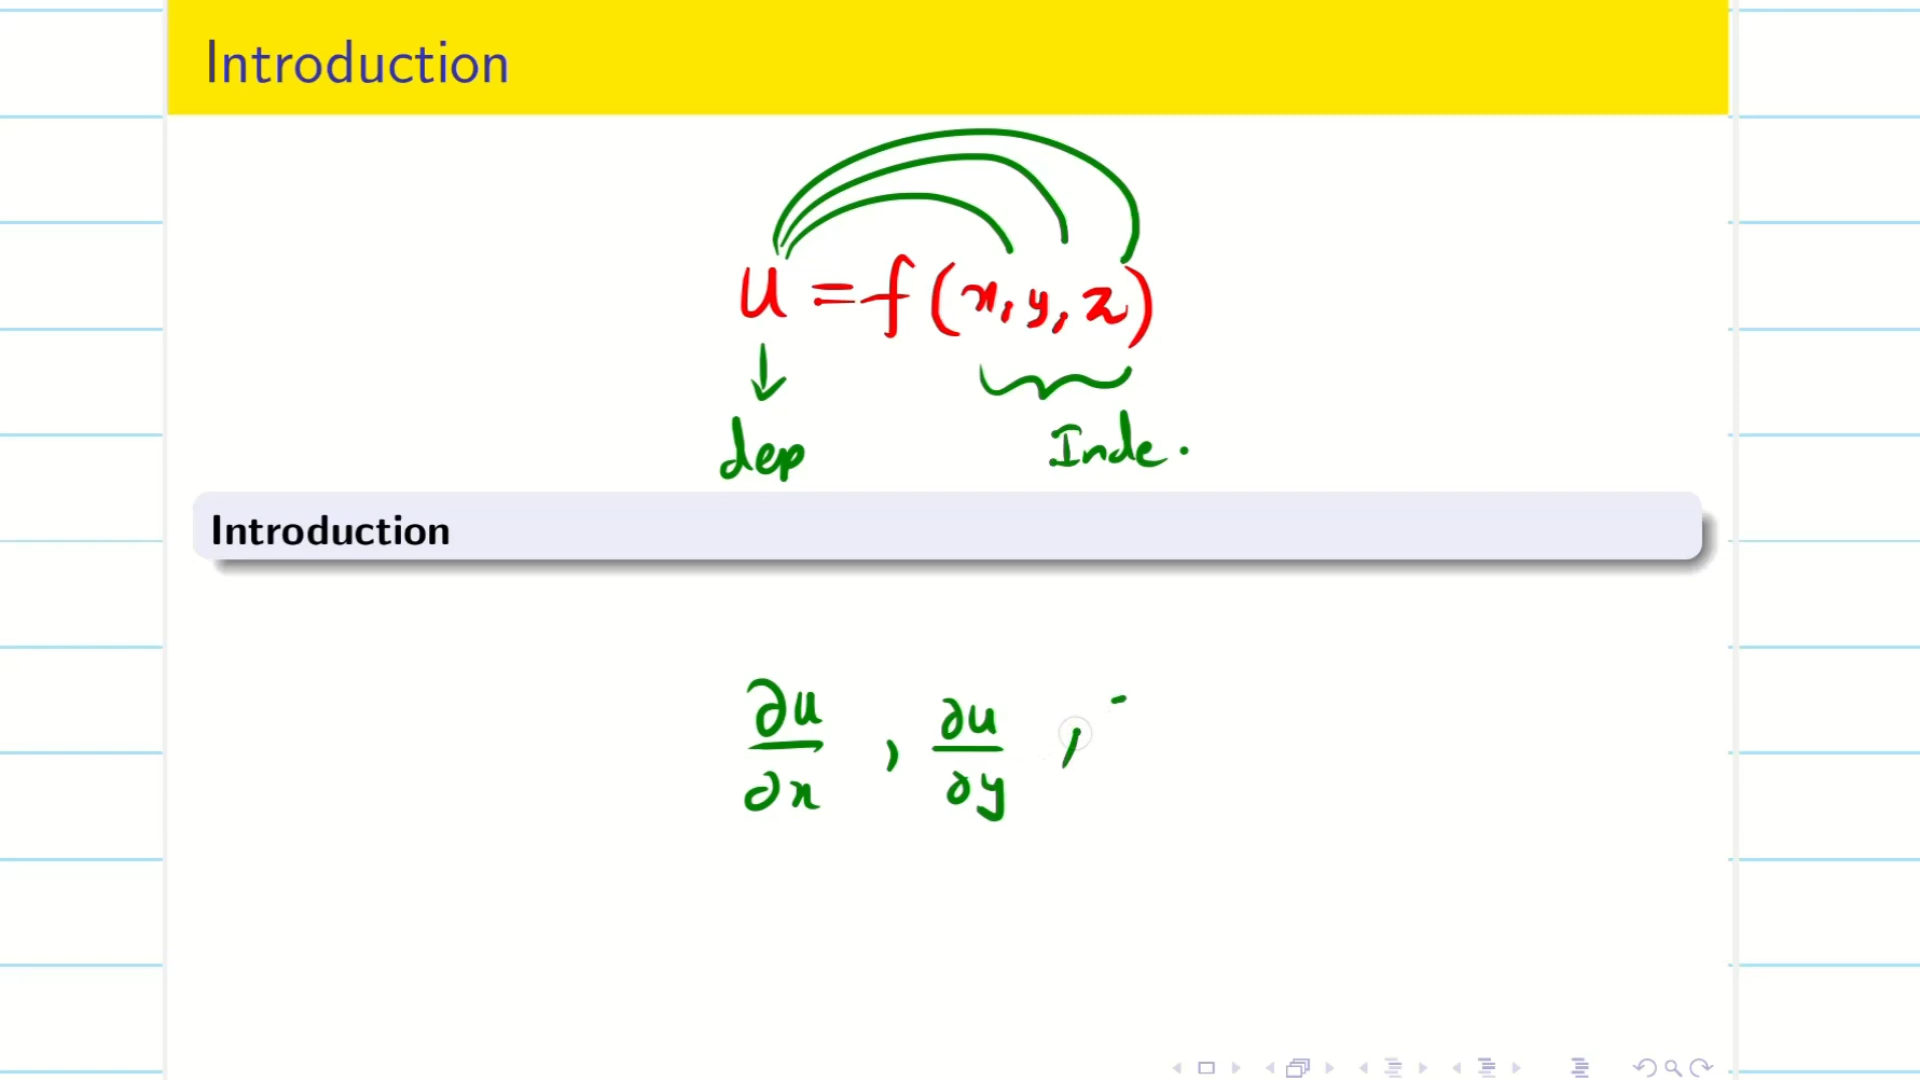 Introduction
u = f(x, y, z)
dep Inde.
Introduction
∂u/∂x , ∂u/∂y ,